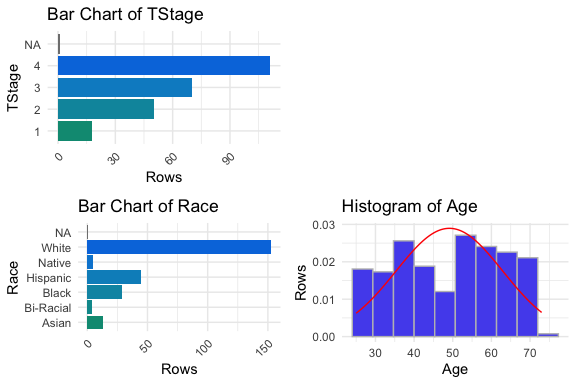 Bar Chart of TStage
TStage
NA
4
3
2
1
0
30
60
90
Rows
Bar Chart of Race
Race
NA
White
Native
Hispanic
Black
Bi-Racial
Asian
0
50
100
150
Rows
Histogram of Age
Rows
0.03
0.02
0.01
0.00
30
40
50
60
70
Age